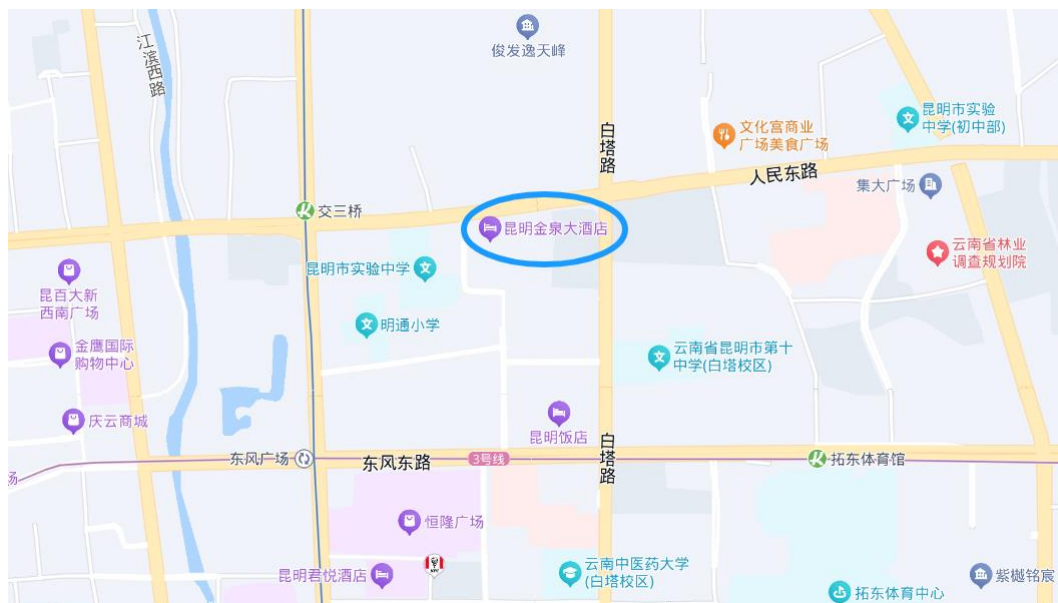 江滨西路
俊发逸天峰
白塔路
文化宫商业
广场美食广场
昆明市实验
中学(初中部)
人民东路
集大广场
交三桥
昆明金泉大酒店
云南省林业
调查规划院
昆明市实验中学
昆百大新
西南广场
明通小学
金鹰国际
购物中心
云南省昆明市第十
中学(白塔校区)
庆云商城
昆明饭店
白塔路
东风广场
东风东路
3号线
拓东体育馆
场
恒隆广场
KFC
昆明君悦酒店
云南中医药大学
(白塔校区)
紫樾铭宸
拓东体育中心